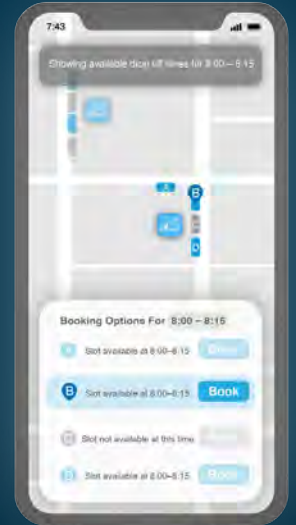 7:43
Showing available drop off times for 8:00 – 8:15
A
B
C
D
Booking Options For 8:00 – 8:15
A Slot available at 8:00–8:15 Book
B Slot available at 8:00–8:15 Book
C Slot not available at this time
D Slot available at 8:00–8:15 Book